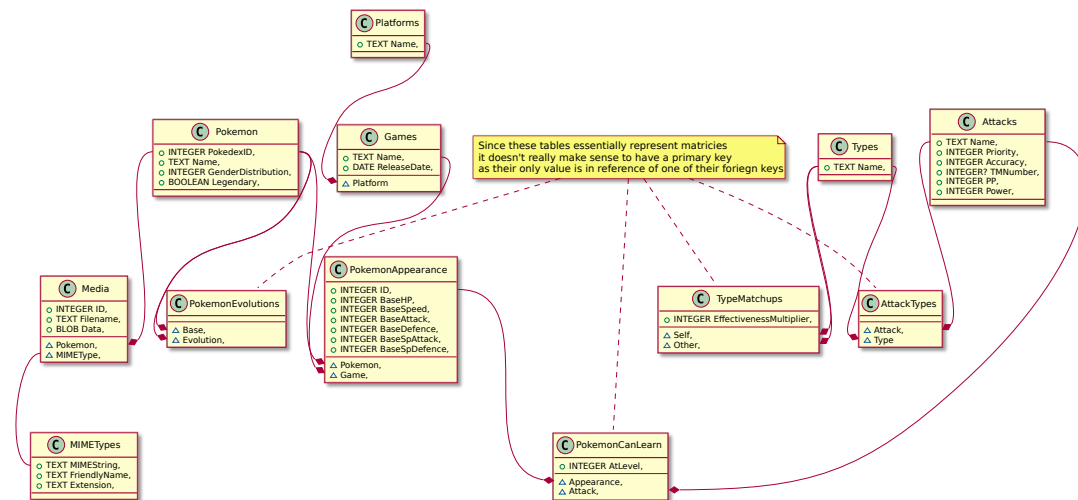 C Platforms
TEXT Name,
C Pokemon
INTEGER PokedexID,
TEXT Name,
INTEGER GenderDistribution,
BOOLEAN Legendary,
C Games
TEXT Name,
DATE ReleaseDate,
Platform
Since these tables essentially represent matricies
it doesn't really make sense to have a primary key
as their only value is in reference of one of their foriegn keys
C Types
TEXT Name,
C Attacks
TEXT Name,
INTEGER Priority,
INTEGER Accuracy,
INTEGER? TMNumber,
INTEGER PP,
INTEGER Power,
C Media
INTEGER ID,
TEXT Filename,
BLOB Data,
Pokemon,
MIMEType,
C PokemonEvolutions
Base,
Evolution,
C PokemonAppearance
INTEGER ID,
INTEGER BaseHP,
INTEGER BaseSpeed,
INTEGER BaseAttack,
INTEGER BaseDefence,
INTEGER BaseSpAttack,
INTEGER BaseSpDefence,
Pokemon,
Game,
C TypeMatchups
INTEGER EffectivenessMultiplier,
Self,
Other,
C AttackTypes
Attack,
Type
C MIMETypes
TEXT MIMEString,
TEXT FriendlyName,
TEXT Extension,
C PokemonCanLearn
INTEGER AtLevel,
Appearance,
Attack,